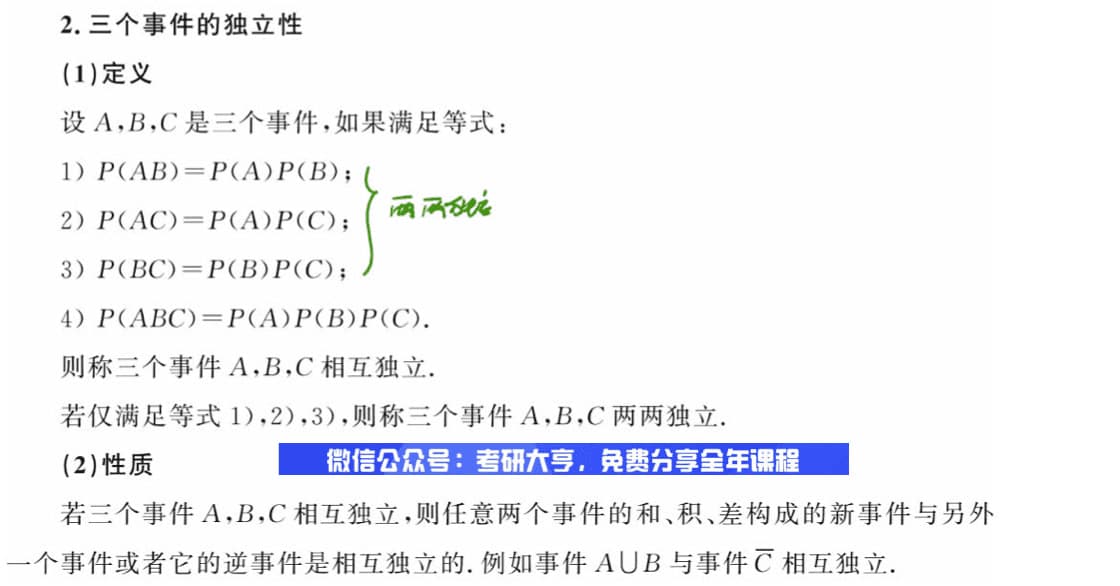 2. 三个事件的独立性
(1)定义
设 A,B,C 是三个事件,如果满足等式:
1) P(AB)=P(A)P(B);
2) P(AC)=P(A)P(C);
两两独立
3) P(BC)=P(B)P(C);
4) P(ABC)=P(A)P(B)P(C).
则称三个事件 A,B,C 相互独立.
若仅满足等式 1),2),3),则称三个事件 A,B,C 两两独立.
(2)性质
微信公众号：考研大亨，免费分享全年课程
若三个事件 A,B,C 相互独立,则任意两个事件的和、积、差构成的新事件与另外
一个事件或者它的逆事件是相互独立的. 例如事件 A∪B 与事件 C̅ 相互独立.